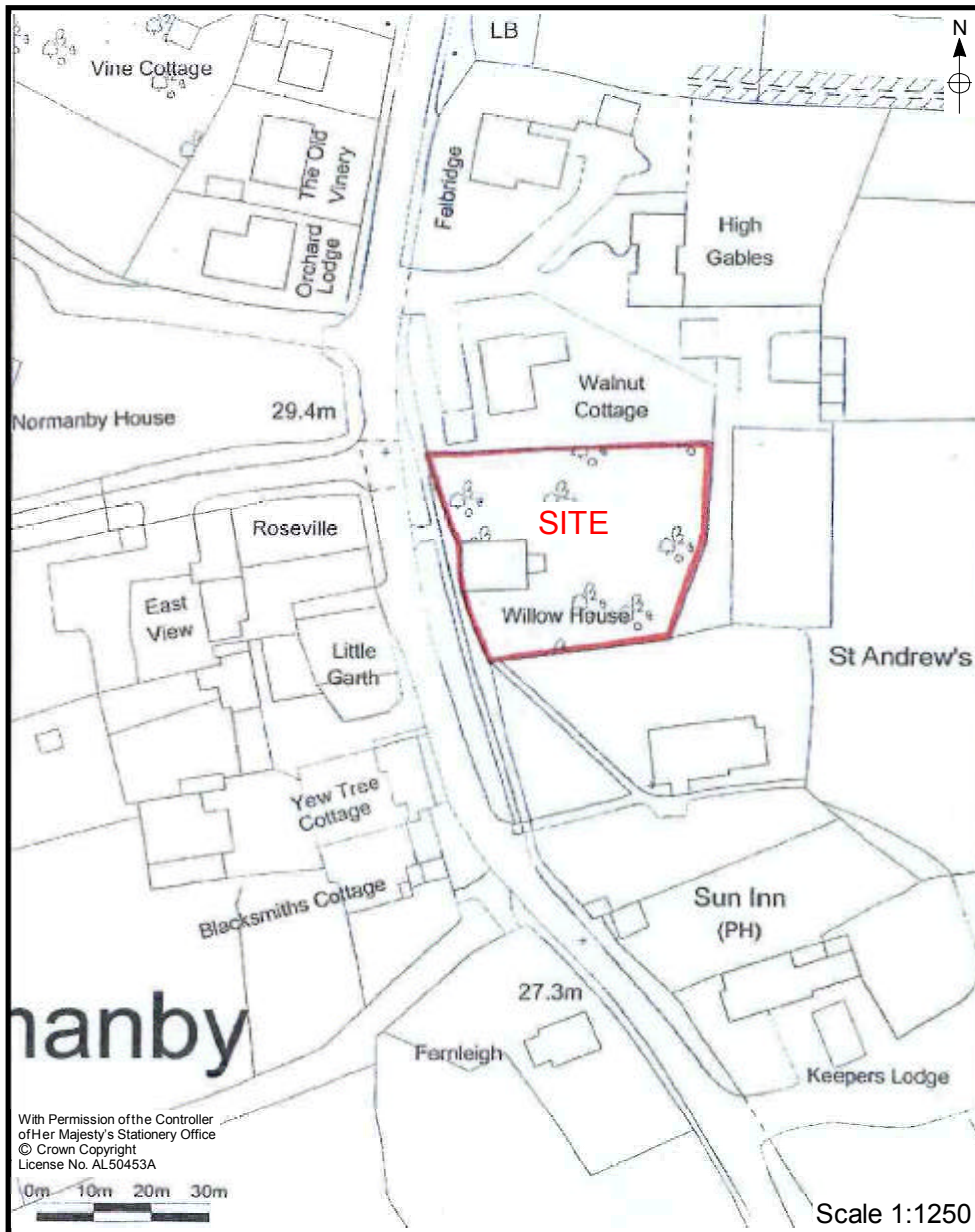 LB
N
Vine Cottage
The Old
Vinery
Felbridge
Orchard
Lodge
High
Gables
Walnut
Cottage
Normanby House
29.4m
Roseville
SITE
East
View
Willow House
Little
Garth
St Andrew's
Yew Tree
Cottage
Blacksmiths Cottage
Sun Inn
(PH)
27.3m
manby
Fernleigh
Keepers Lodge
With Permission of the Controller
of Her Majesty's Stationery Office
© Crown Copyright
License No. AL50453A
0m 10m 20m 30m
Scale 1:1250